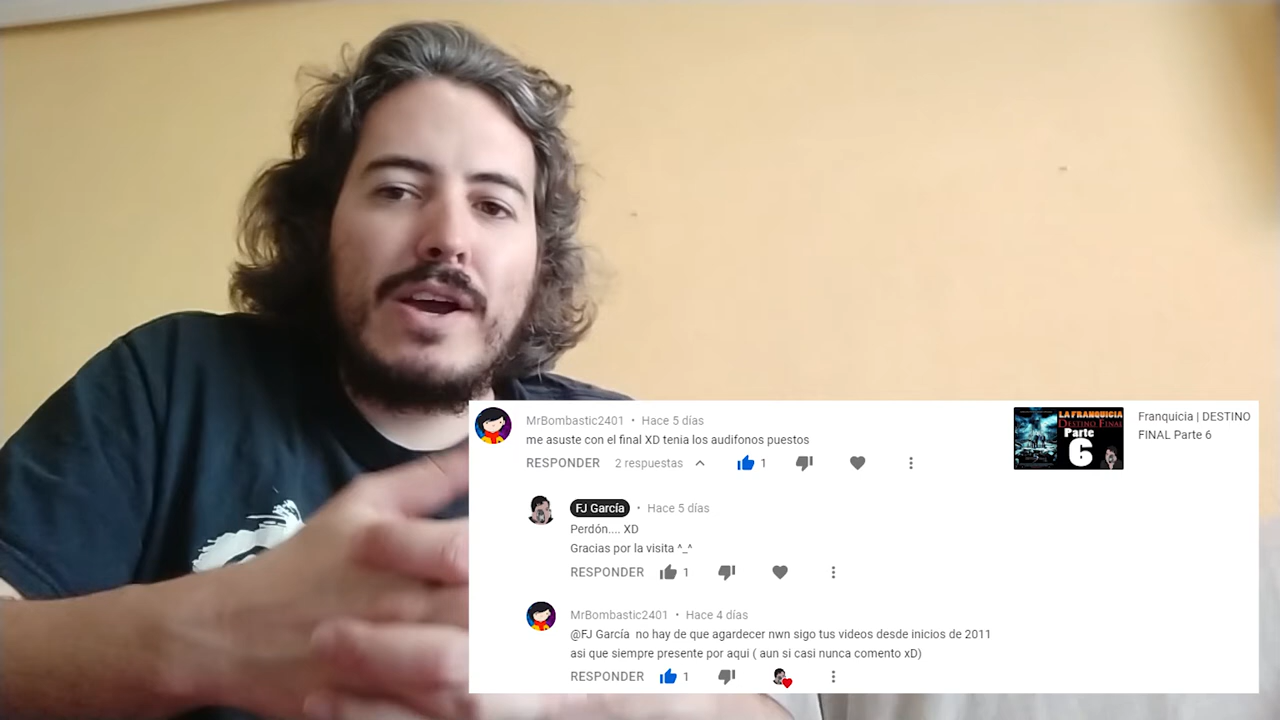 MrBombastic2401 • Hace 5 días
me asuste con el final XD tenia los audifonos puestos
RESPONDER 2 respuestas 1
LA FRANQUICIA
DESTINO FINAL
Parte
6
Franquicia | DESTINO
FINAL Parte 6
FJ García • Hace 5 días
Perdón.... XD
Gracias por la visita ^_^
RESPONDER 1
MrBombastic2401 • Hace 4 días
@FJ García no hay de que agardecer nwn sigo tus videos desde inicios de 2011
asi que siempre presente por aqui ( aun si casi nunca comento xD)
RESPONDER 1